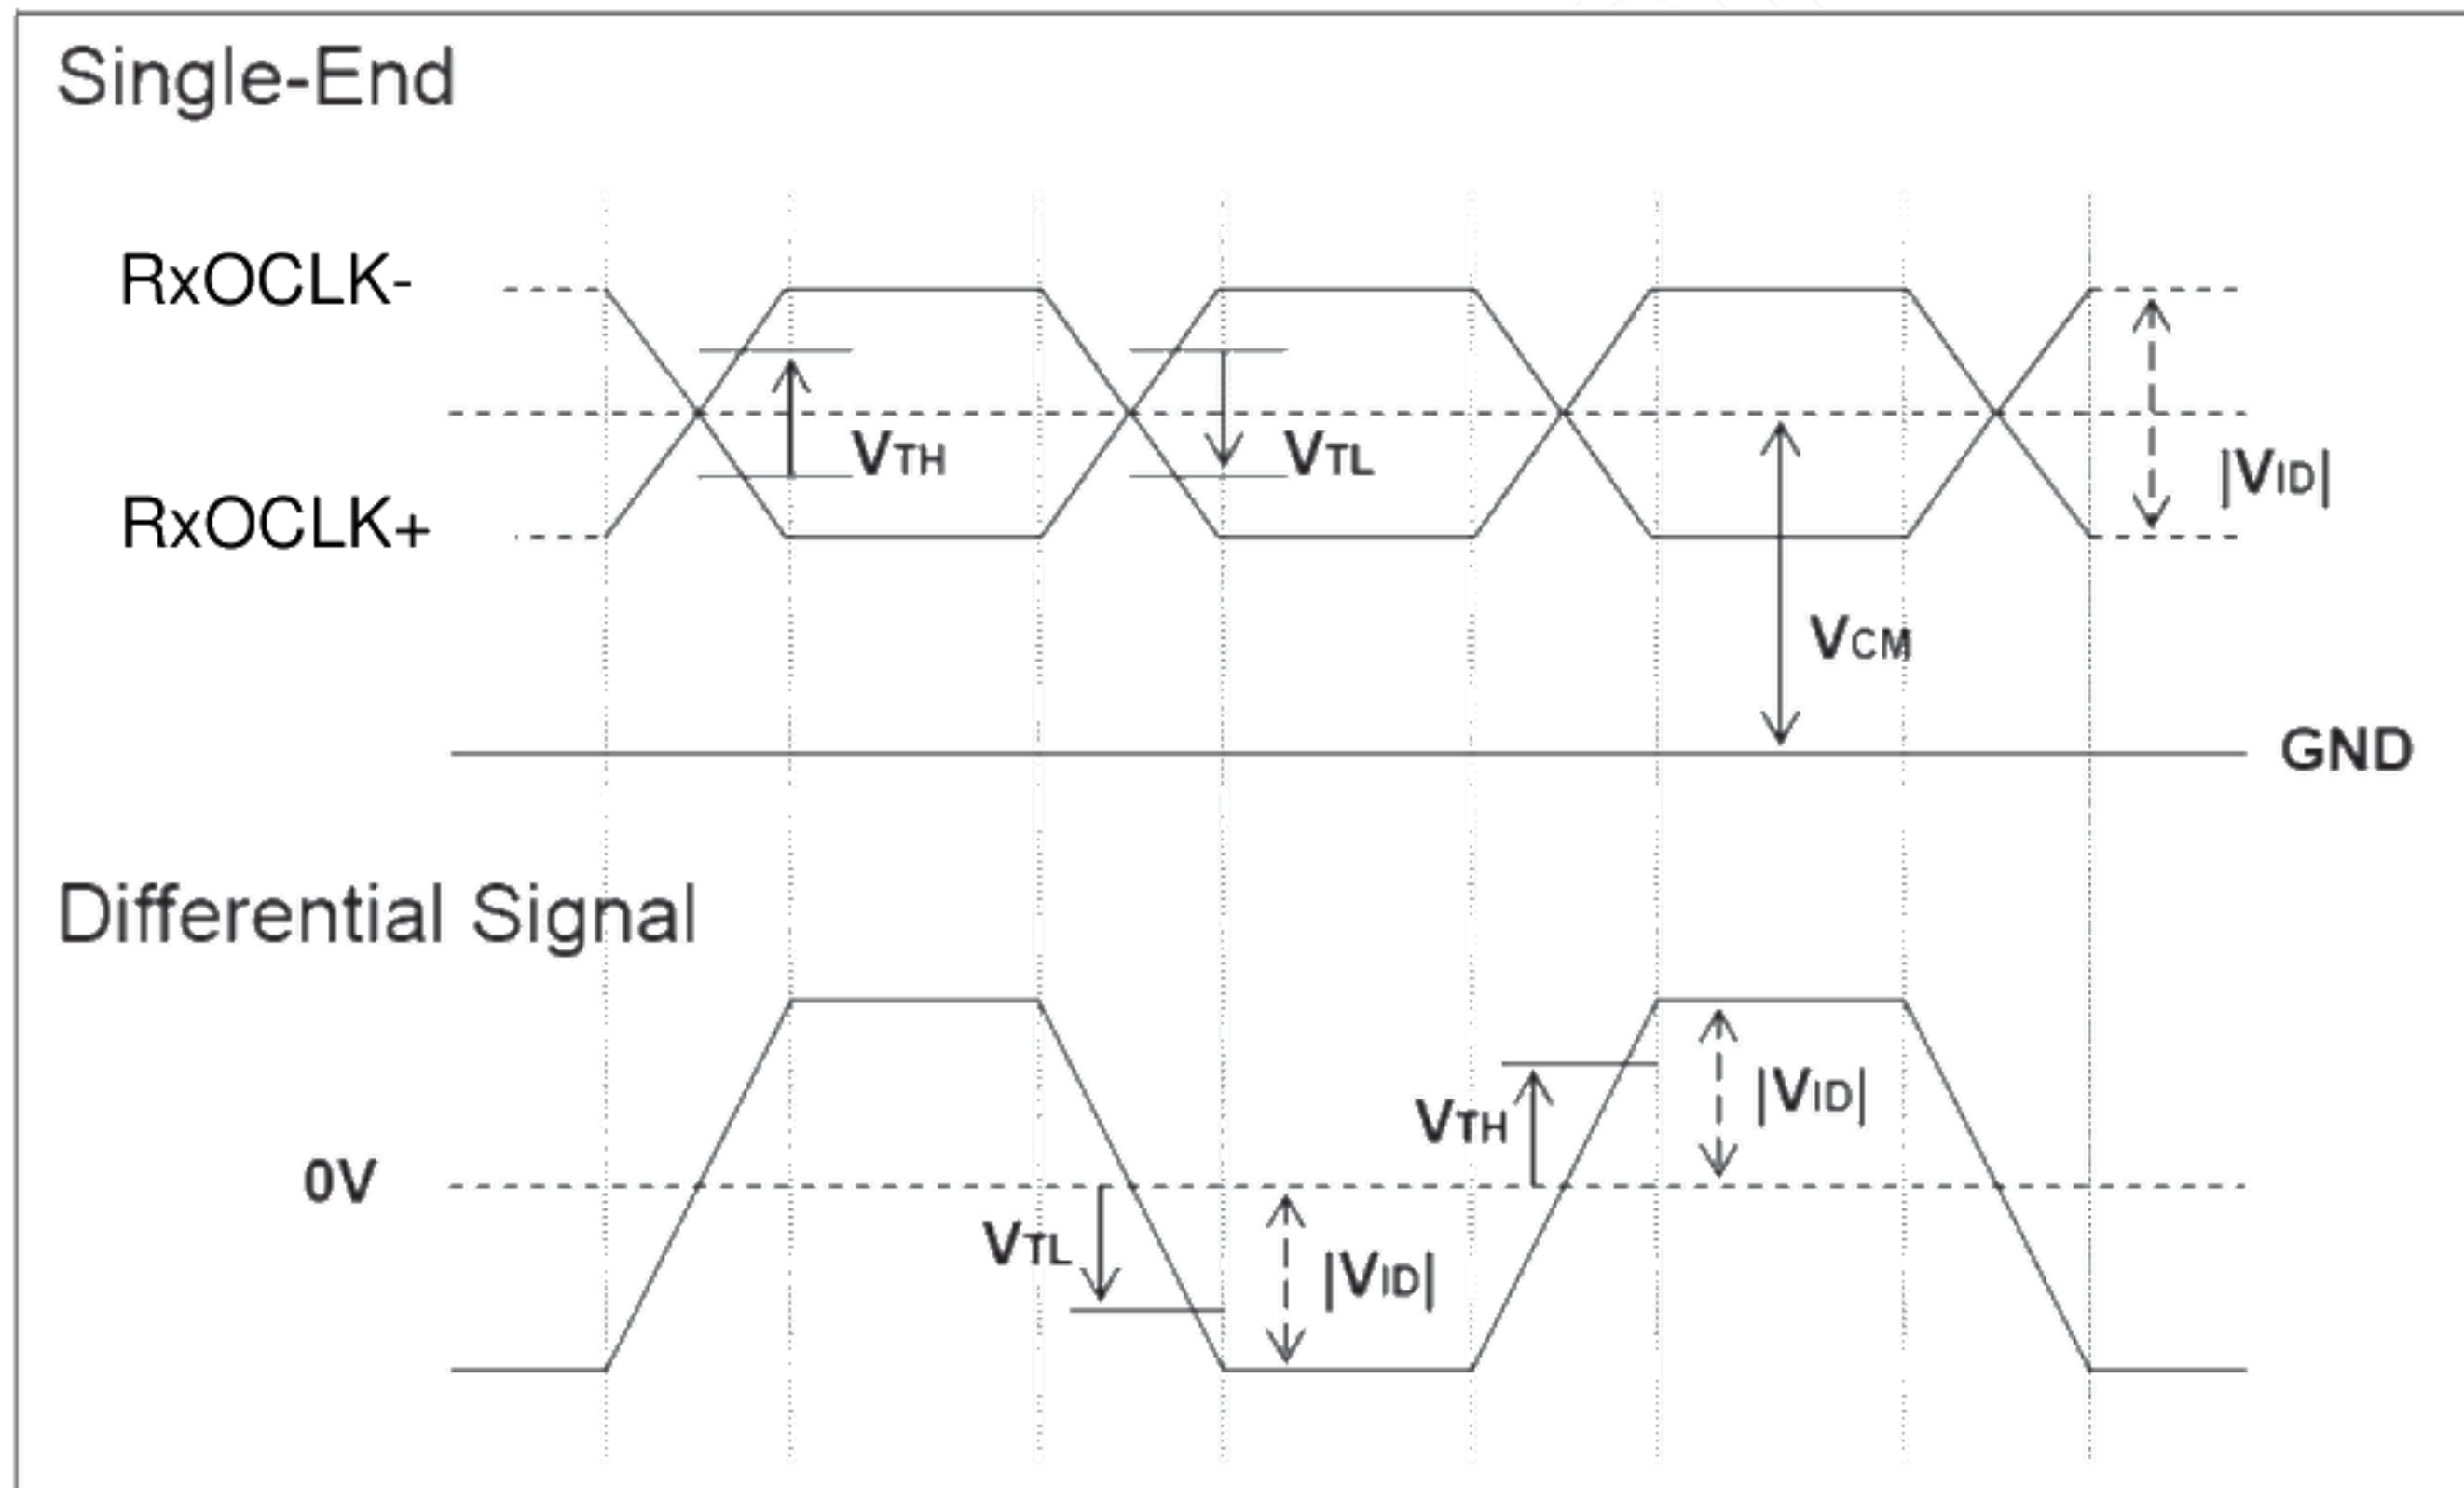 Single-End
RxOCLK-
VTH
VTL
|VID|
RxOCLK+
VCM
GND
Differential Signal
VTH
|VID|
0V
VTL
|VID|